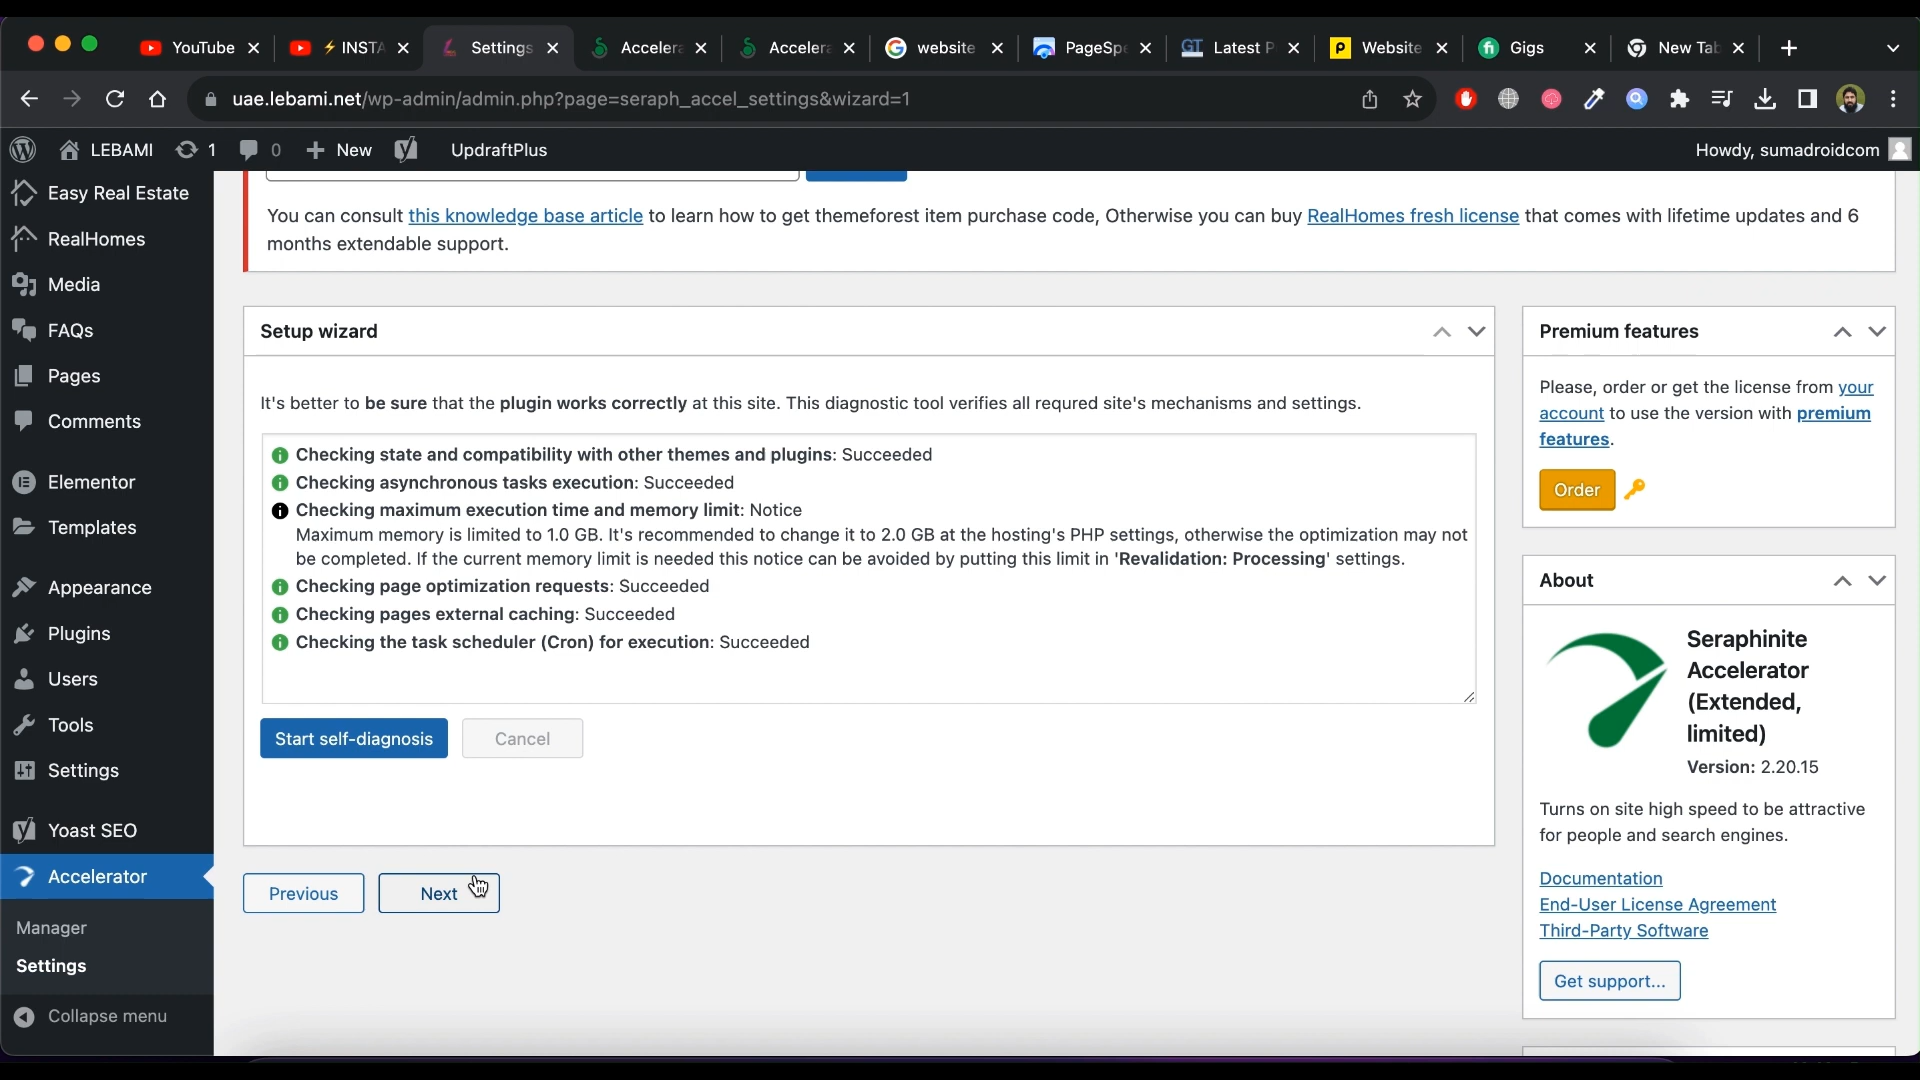 YouTube
⚡ INSTA
Settings
Accelera
Accelera
website
PageSpe
GT Latest P
Website
Gigs
New Tab
uae.lebami.net/wp-admin/admin.php?page=seraph_accel_settings&wizard=1
LEBAMI 1 0 New UpdraftPlus Howdy, sumadroidcom
Easy Real Estate
RealHomes
Media
FAQs
Pages
Comments
Elementor
Templates
Appearance
Plugins
Users
Tools
Settings
Yoast SEO
Accelerator
Manager
Settings
Collapse menu
You can consult this knowledge base article to learn how to get themeforest item purchase code, Otherwise you can buy RealHomes fresh license that comes with lifetime updates and 6
months extendable support.
Setup wizard
It's better to be sure that the plugin works correctly at this site. This diagnostic tool verifies all requred site's mechanisms and settings.
Checking state and compatibility with other themes and plugins: Succeeded
Checking asynchronous tasks execution: Succeeded
Checking maximum execution time and memory limit: Notice
Maximum memory is limited to 1.0 GB. It's recommended to change it to 2.0 GB at the hosting's PHP settings, otherwise the optimization may not
be completed. If the current memory limit is needed this notice can be avoided by putting this limit in 'Revalidation: Processing' settings.
Checking page optimization requests: Succeeded
Checking pages external caching: Succeeded
Checking the task scheduler (Cron) for execution: Succeeded
Start self-diagnosis
Cancel
Previous
Next
Premium features
Please, order or get the license from your
account to use the version with premium
features.
Order
About
Seraphinite
Accelerator
(Extended,
limited)
Version: 2.20.15
Turns on site high speed to be attractive
for people and search engines.
Documentation
End-User License Agreement
Third-Party Software
Get support...